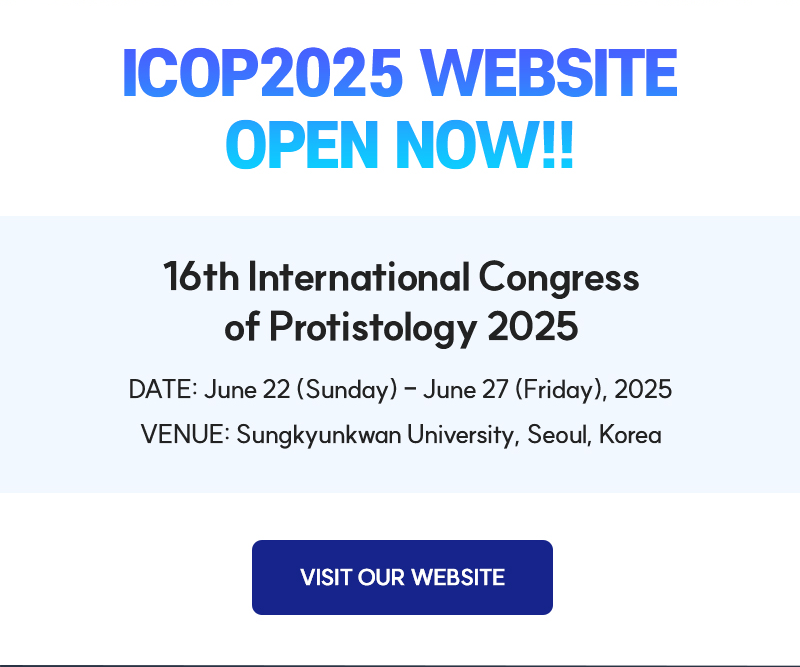 ICOP2025 WEBSITE
OPEN NOW!!
16th International Congress
of Protistology 2025
DATE: June 22 (Sunday) – June 27 (Friday), 2025
VENUE: Sungkyunkwan University, Seoul, Korea
VISIT OUR WEBSITE